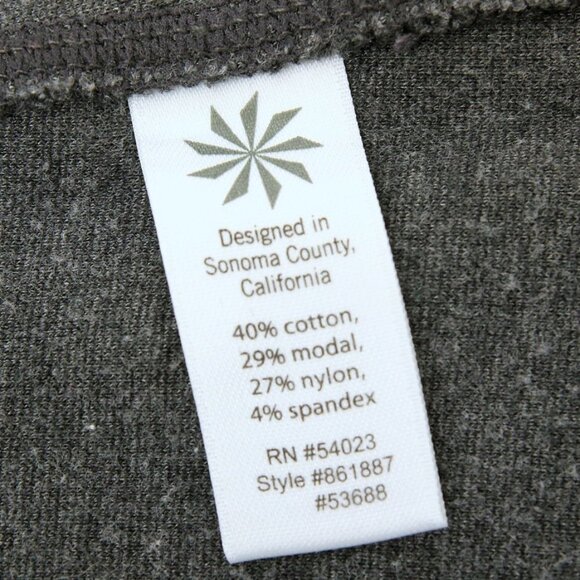 Designed in
Sonoma County,
California
40% cotton,
29% modal,
27% nylon,
4% spandex
RN #54023
Style #861887
#53688